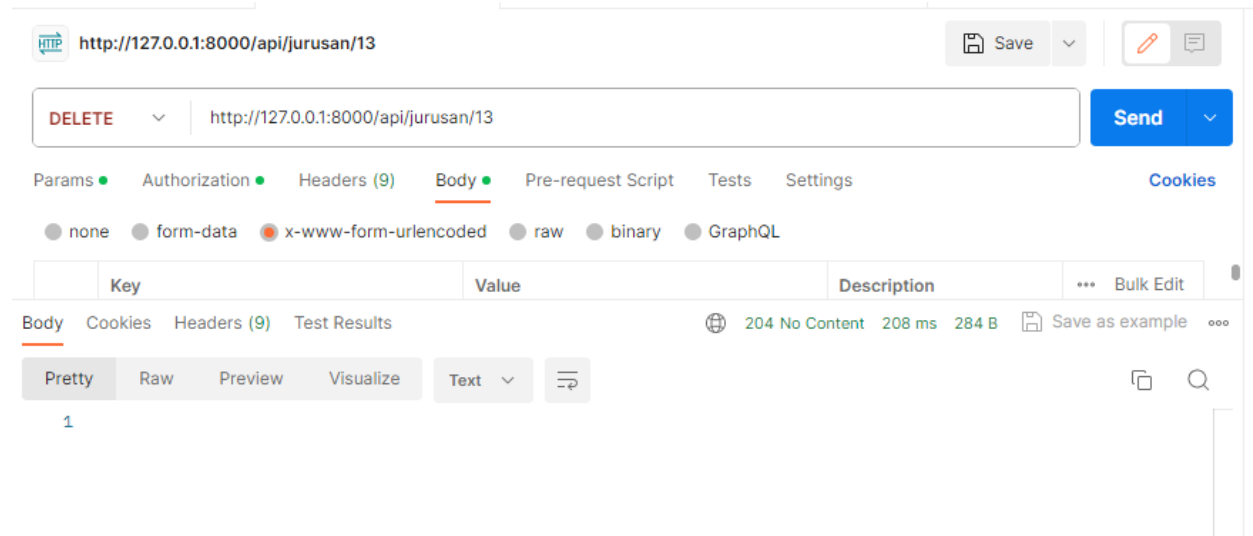 HTTP http://127.0.0.1:8000/api/jurusan/13 Save
DELETE http://127.0.0.1:8000/api/jurusan/13 Send
Params Authorization Headers (9) Body Pre-request Script Tests Settings Cookies
none form-data x-www-form-urlencoded raw binary GraphQL
Key Value Description Bulk Edit
Body Cookies Headers (9) Test Results 204 No Content 208 ms 284 B Save as example
Pretty Raw Preview Visualize Text
1